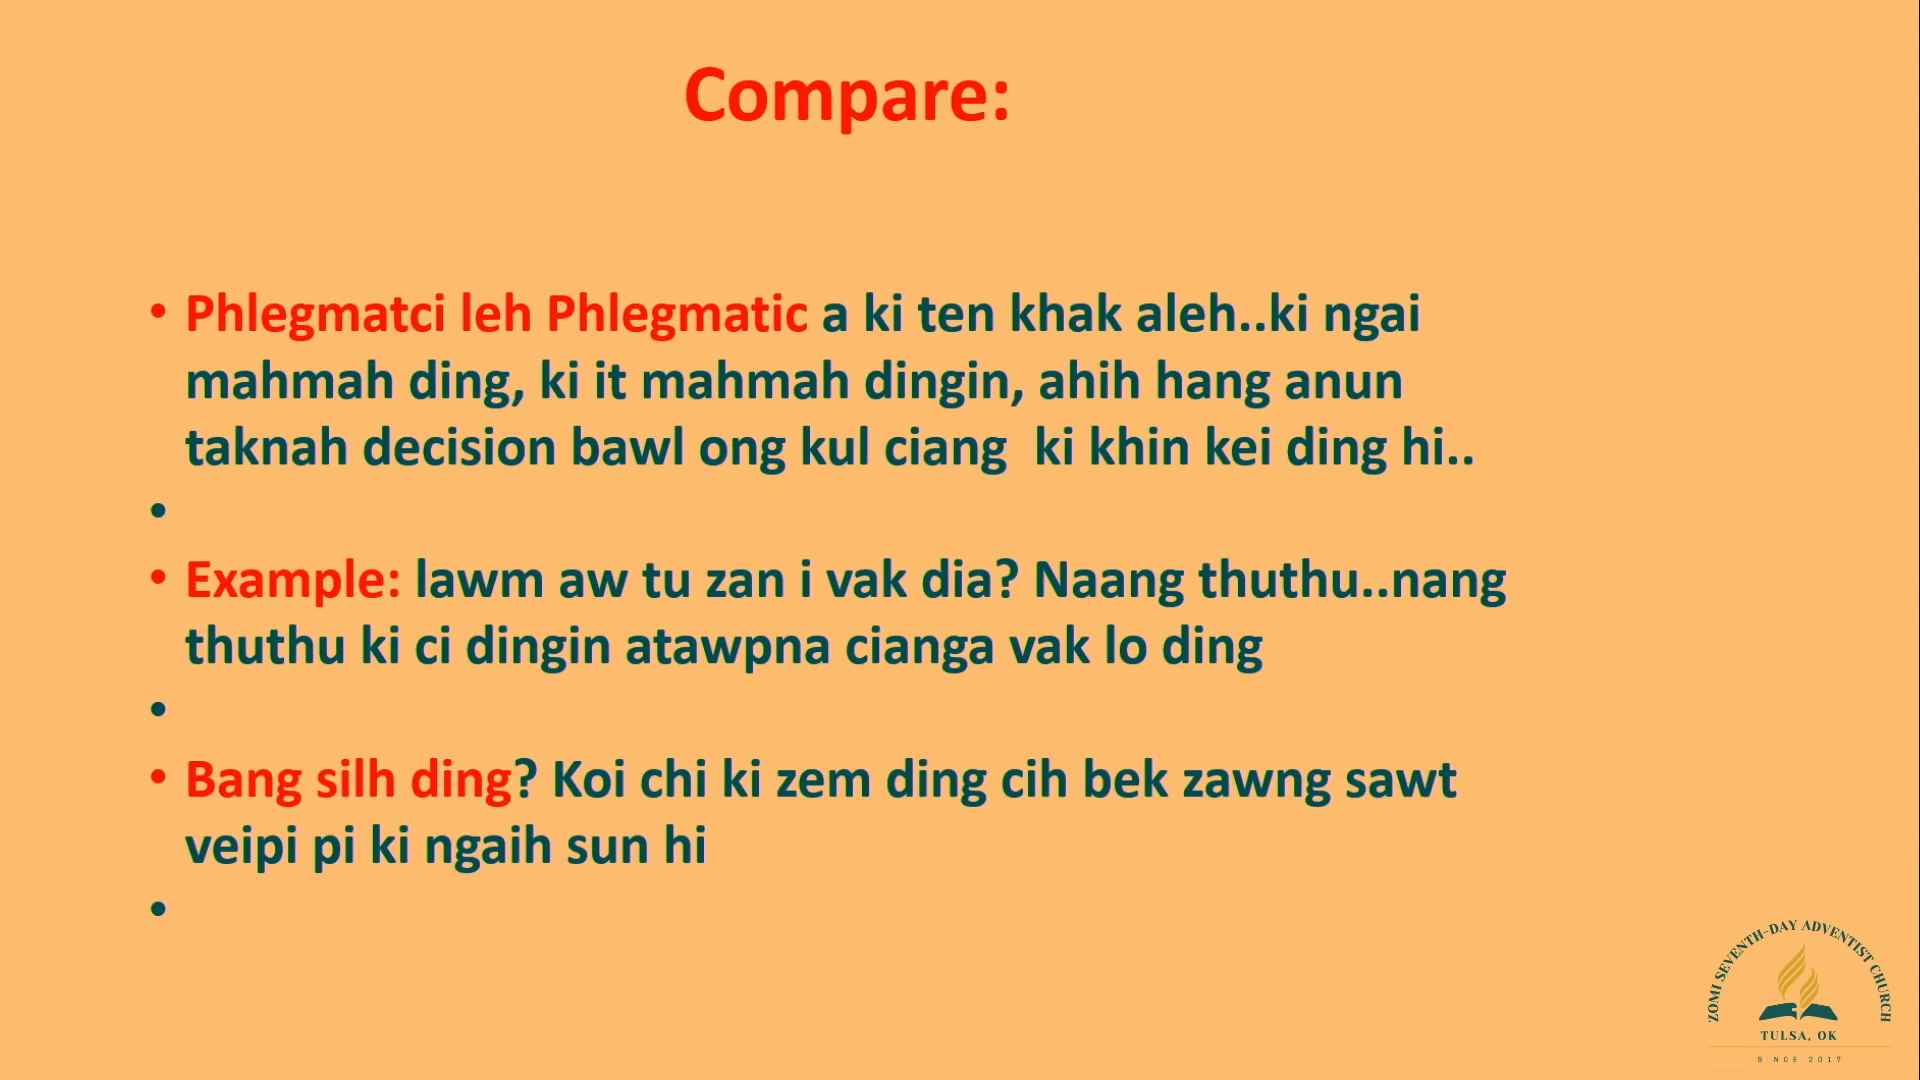 Compare:
• Phlegmatci leh Phlegmatic a ki ten khak aleh..ki ngai
mahmah ding, ki it mahmah dingin, ahih hang anun
taknah decision bawl ong kul ciang  ki khin kei ding hi..
•
• Example: lawm aw tu zan i vak dia? Naang thuthu..nang
thuthu ki ci dingin atawpna cianga vak lo ding
•
• Bang silh ding? Koi chi ki zem ding cih bek zawng sawt
veipi pi ki ngaih sun hi
•
ZOMI SEVENTH-DAY ADVENTIST CHURCH
TULSA, OK
SINCE 2017